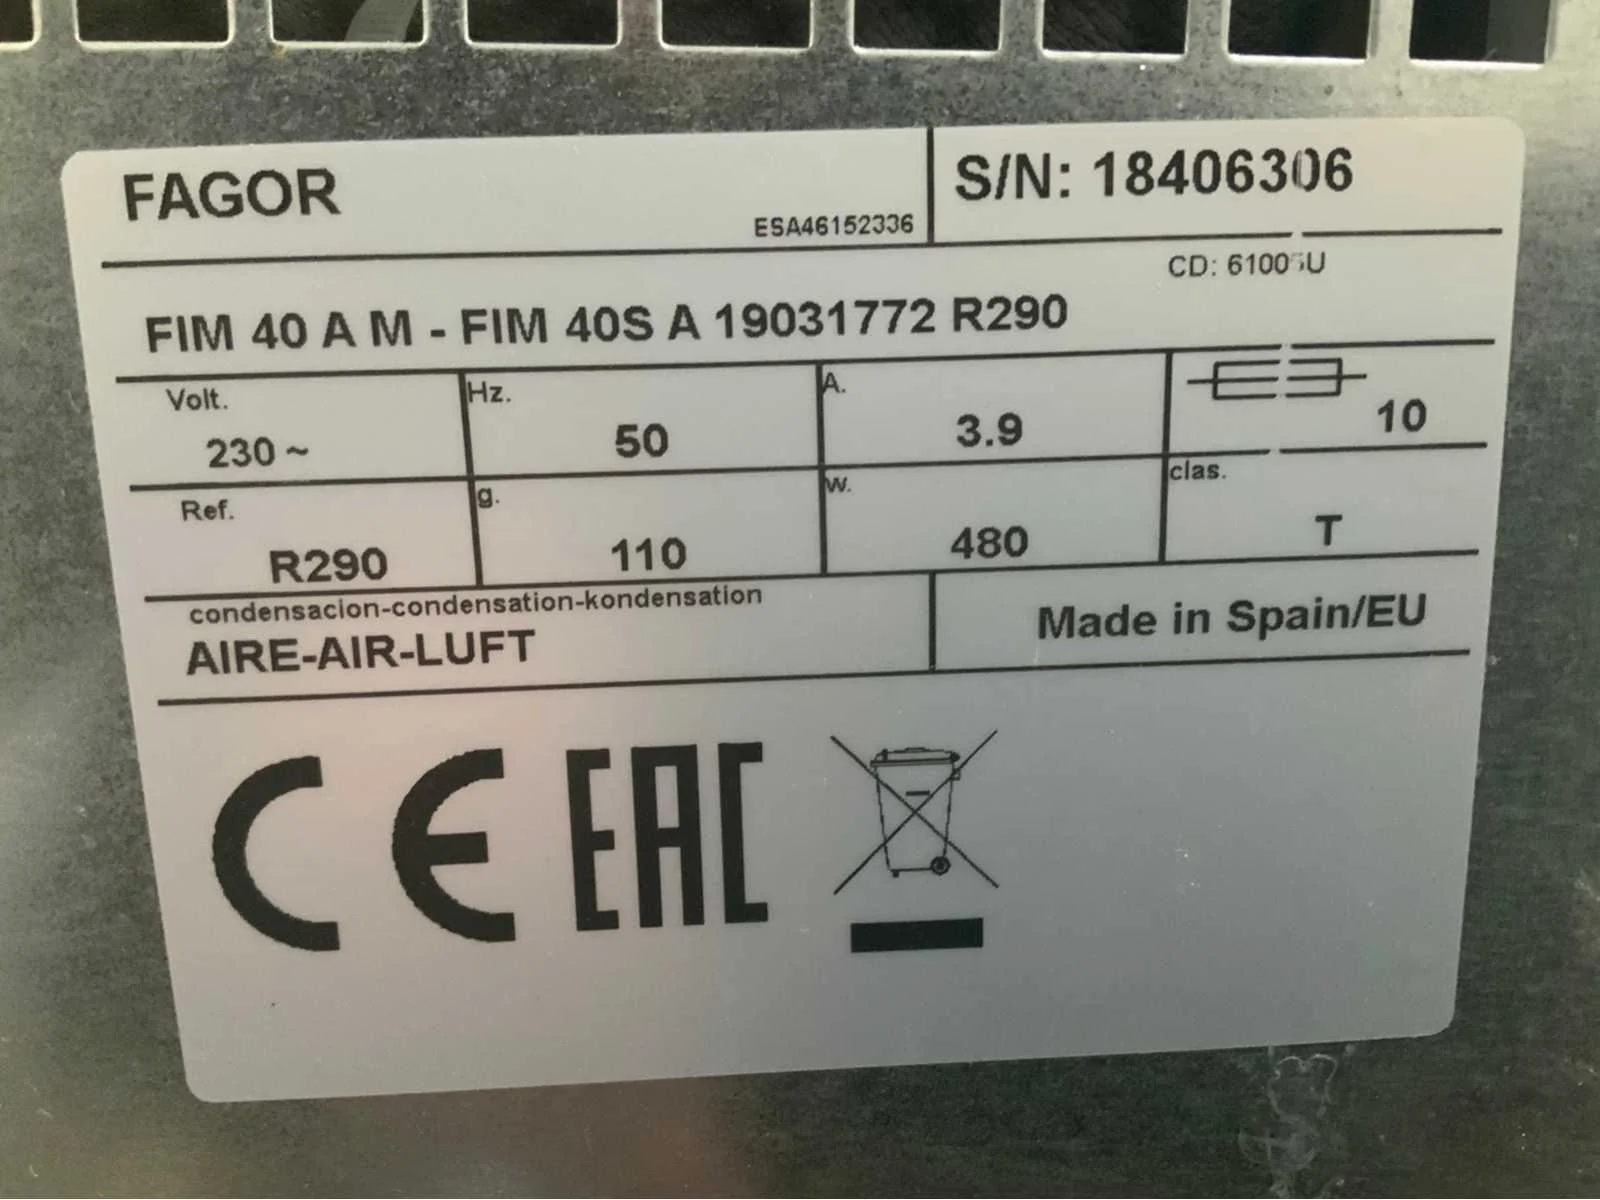 FAGOR
ESA46152336
S/N: 18406306
CD:
FIM 40 A M - FIM 40S A 19031772 R290
Volt.
230 ~
Hz.
50
A.
3.9
10
Ref.
R290
g.
110
w.
480
clas.
T
condensacion-condensation-kondensation
AIRE-AIR-LUFT
Made in Spain/EU
CE EAC